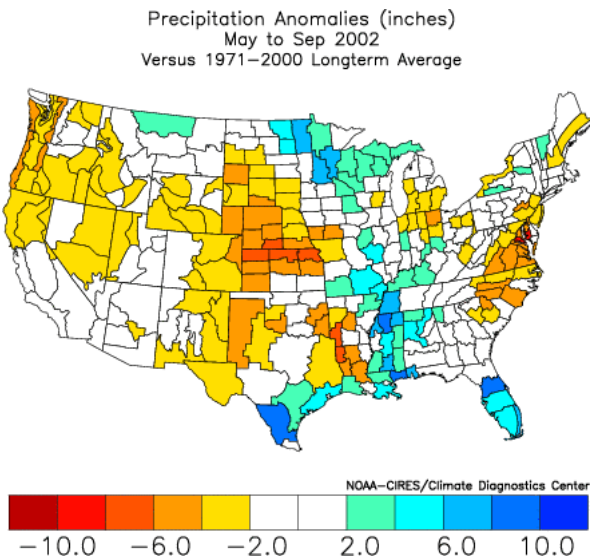 Precipitation Anomalies (inches)
May to Sep 2002
Versus 1971−2000 Longterm Average
NOAA−CIRES/Climate Diagnostics Center
−10.0 −6.0 −2.0 2.0 6.0 10.0